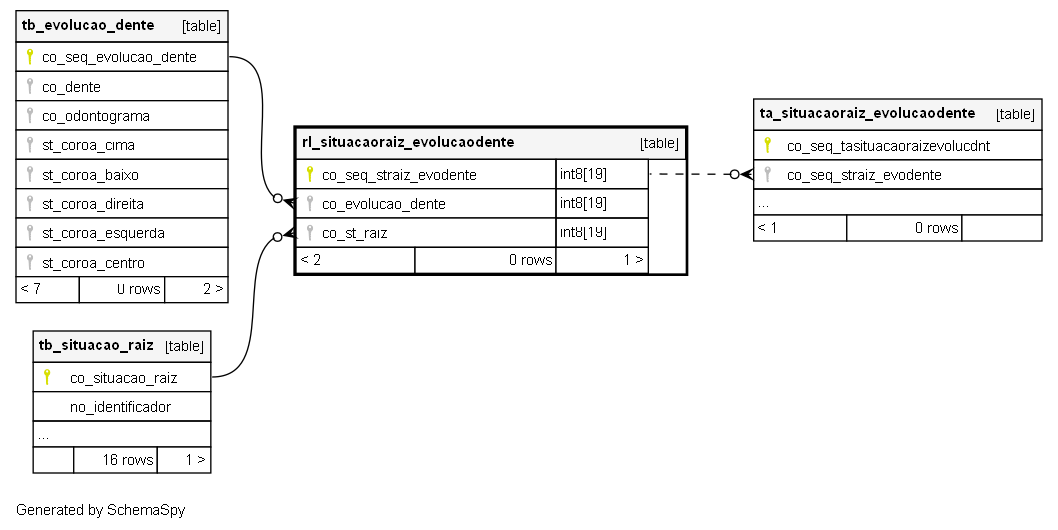 tb_evolucao_dente [table]
co_seq_evolucao_dente
co_dente
co_odontograma
st_coroa_cima
st_coroa_baixo
st_coroa_direita
st_coroa_esquerda
st_coroa_centro
< 7 0 rows 2 >
tb_situacao_raiz [table]
co_situacao_raiz
no_identificador
...
16 rows 1 >
rl_situacaoraiz_evolucaodente [table]
co_seq_straiz_evodente int8[19]
co_evolucao_dente int8[19]
co_st_raiz int8[19]
< 2 0 rows 1 >
ta_situacaoraiz_evolucaodente [table]
co_seq_tasituacaoraizevolucdnt
co_seq_straiz_evodente
...
< 1 0 rows
Generated by SchemaSpy